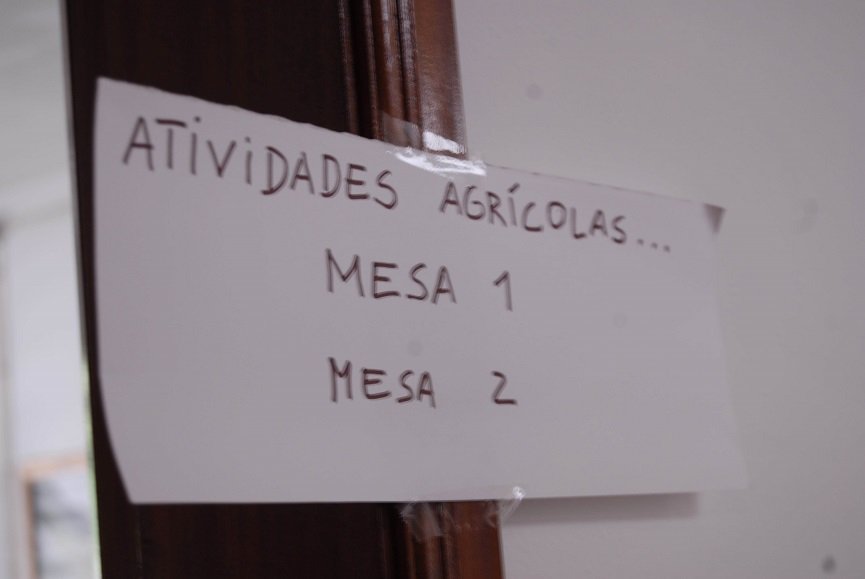 ATIVIDADES AGRÍCOLAS...
MESA 1
MESA 2